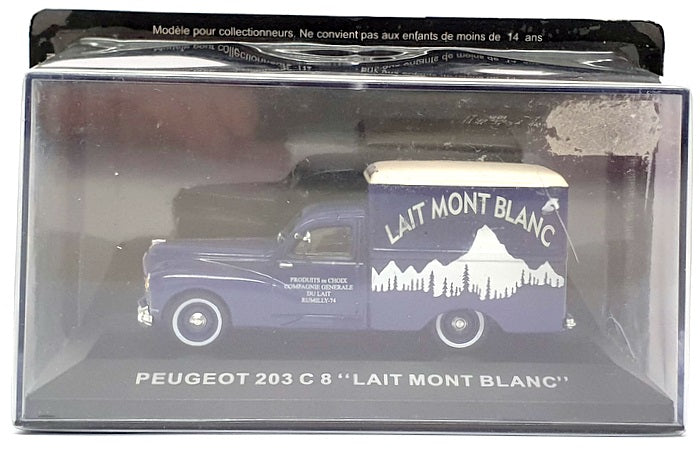 Modèle pour collectionneurs. Ne convient pas aux enfants de moins de 14 ans
LAIT MONT BLANC
PRODUITS DE CHOIX
COMPAGNIE GENERALE
DU LAIT
RUMILLY-74
PEUGEOT 203 C 8 "LAIT MONT BLANC"